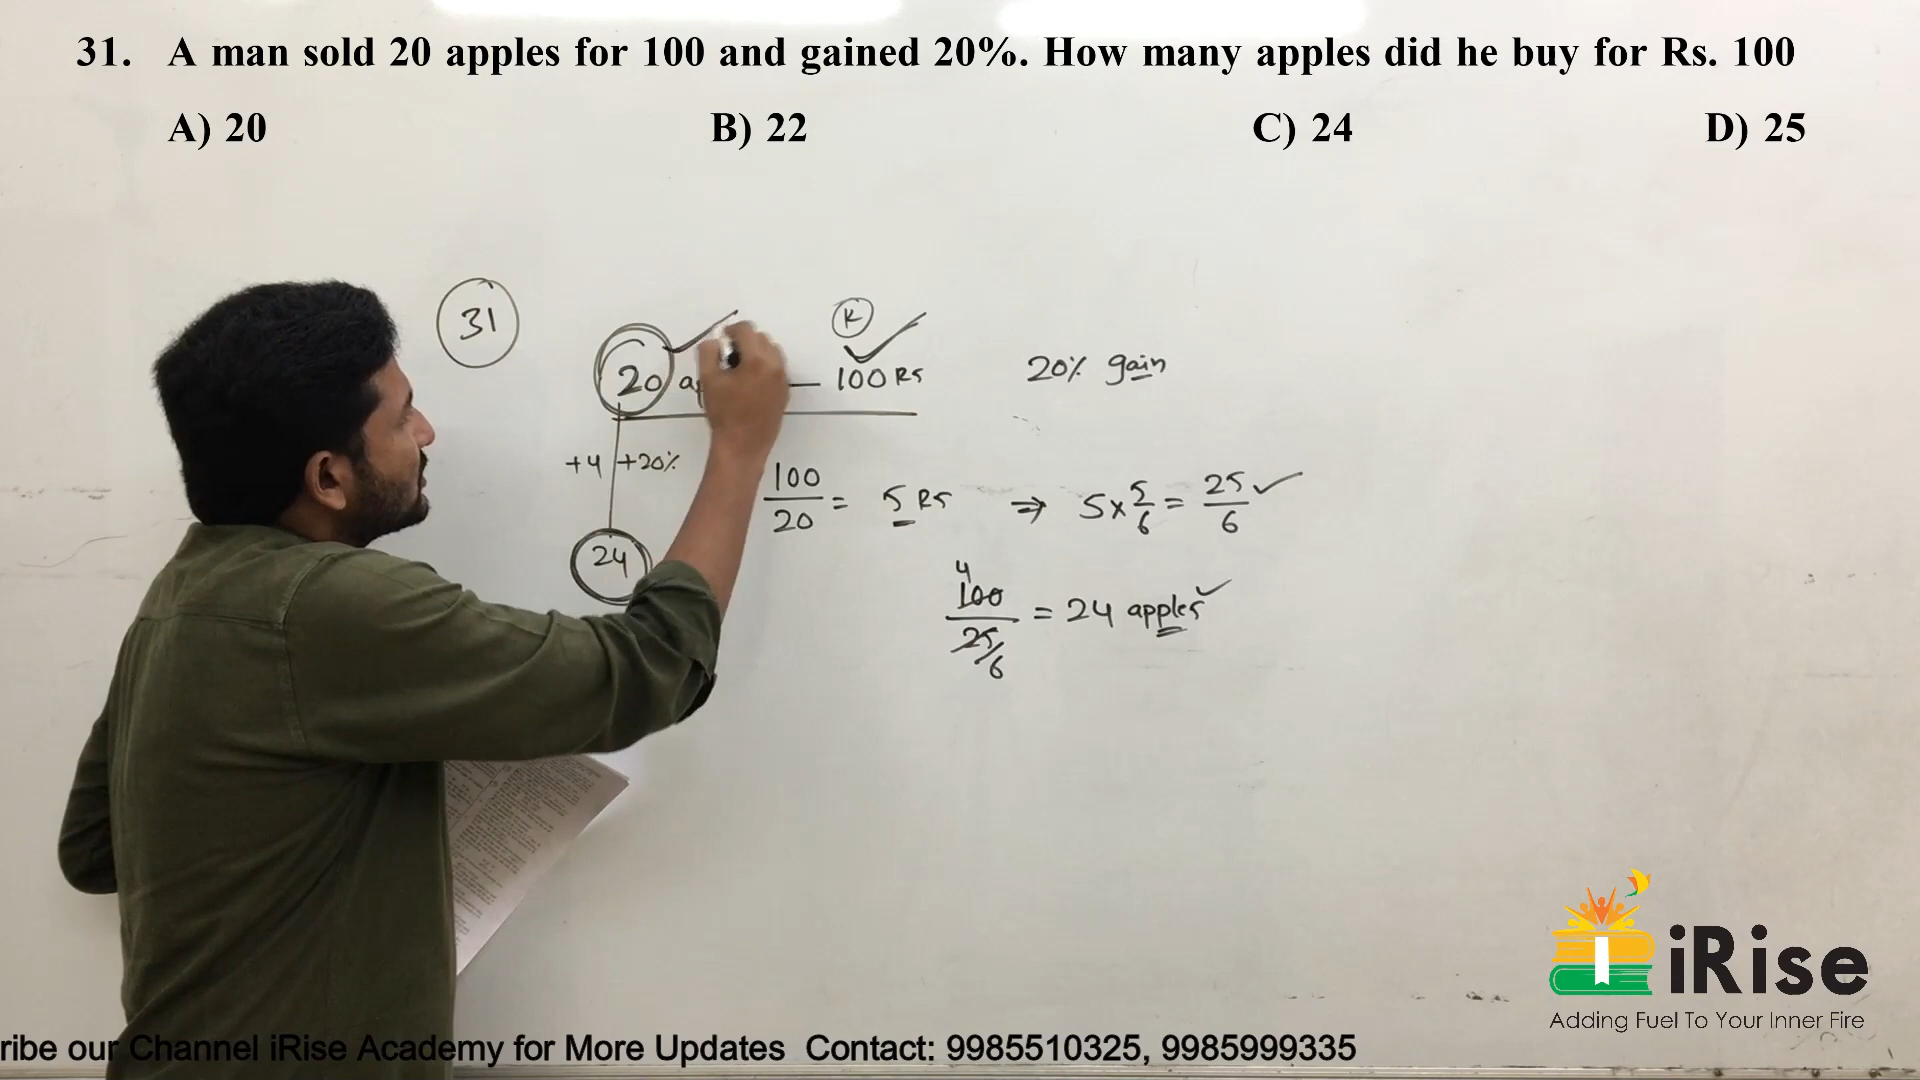 31. A man sold 20 apples for 100 and gained 20%. How many apples did he buy for Rs. 100
A) 20 B) 22 C) 24 D) 25
31
K
20 100 Rs
20% gain
+4 +20%
100/20 = 5 Rs ⇒ 5 × 5/6 = 25/6
24
4
100/25/6 = 24 apples
iRise
Adding Fuel To Your Inner Fire
ribe our Channel iRise Academy for More Updates Contact: 9985510325, 9985999335